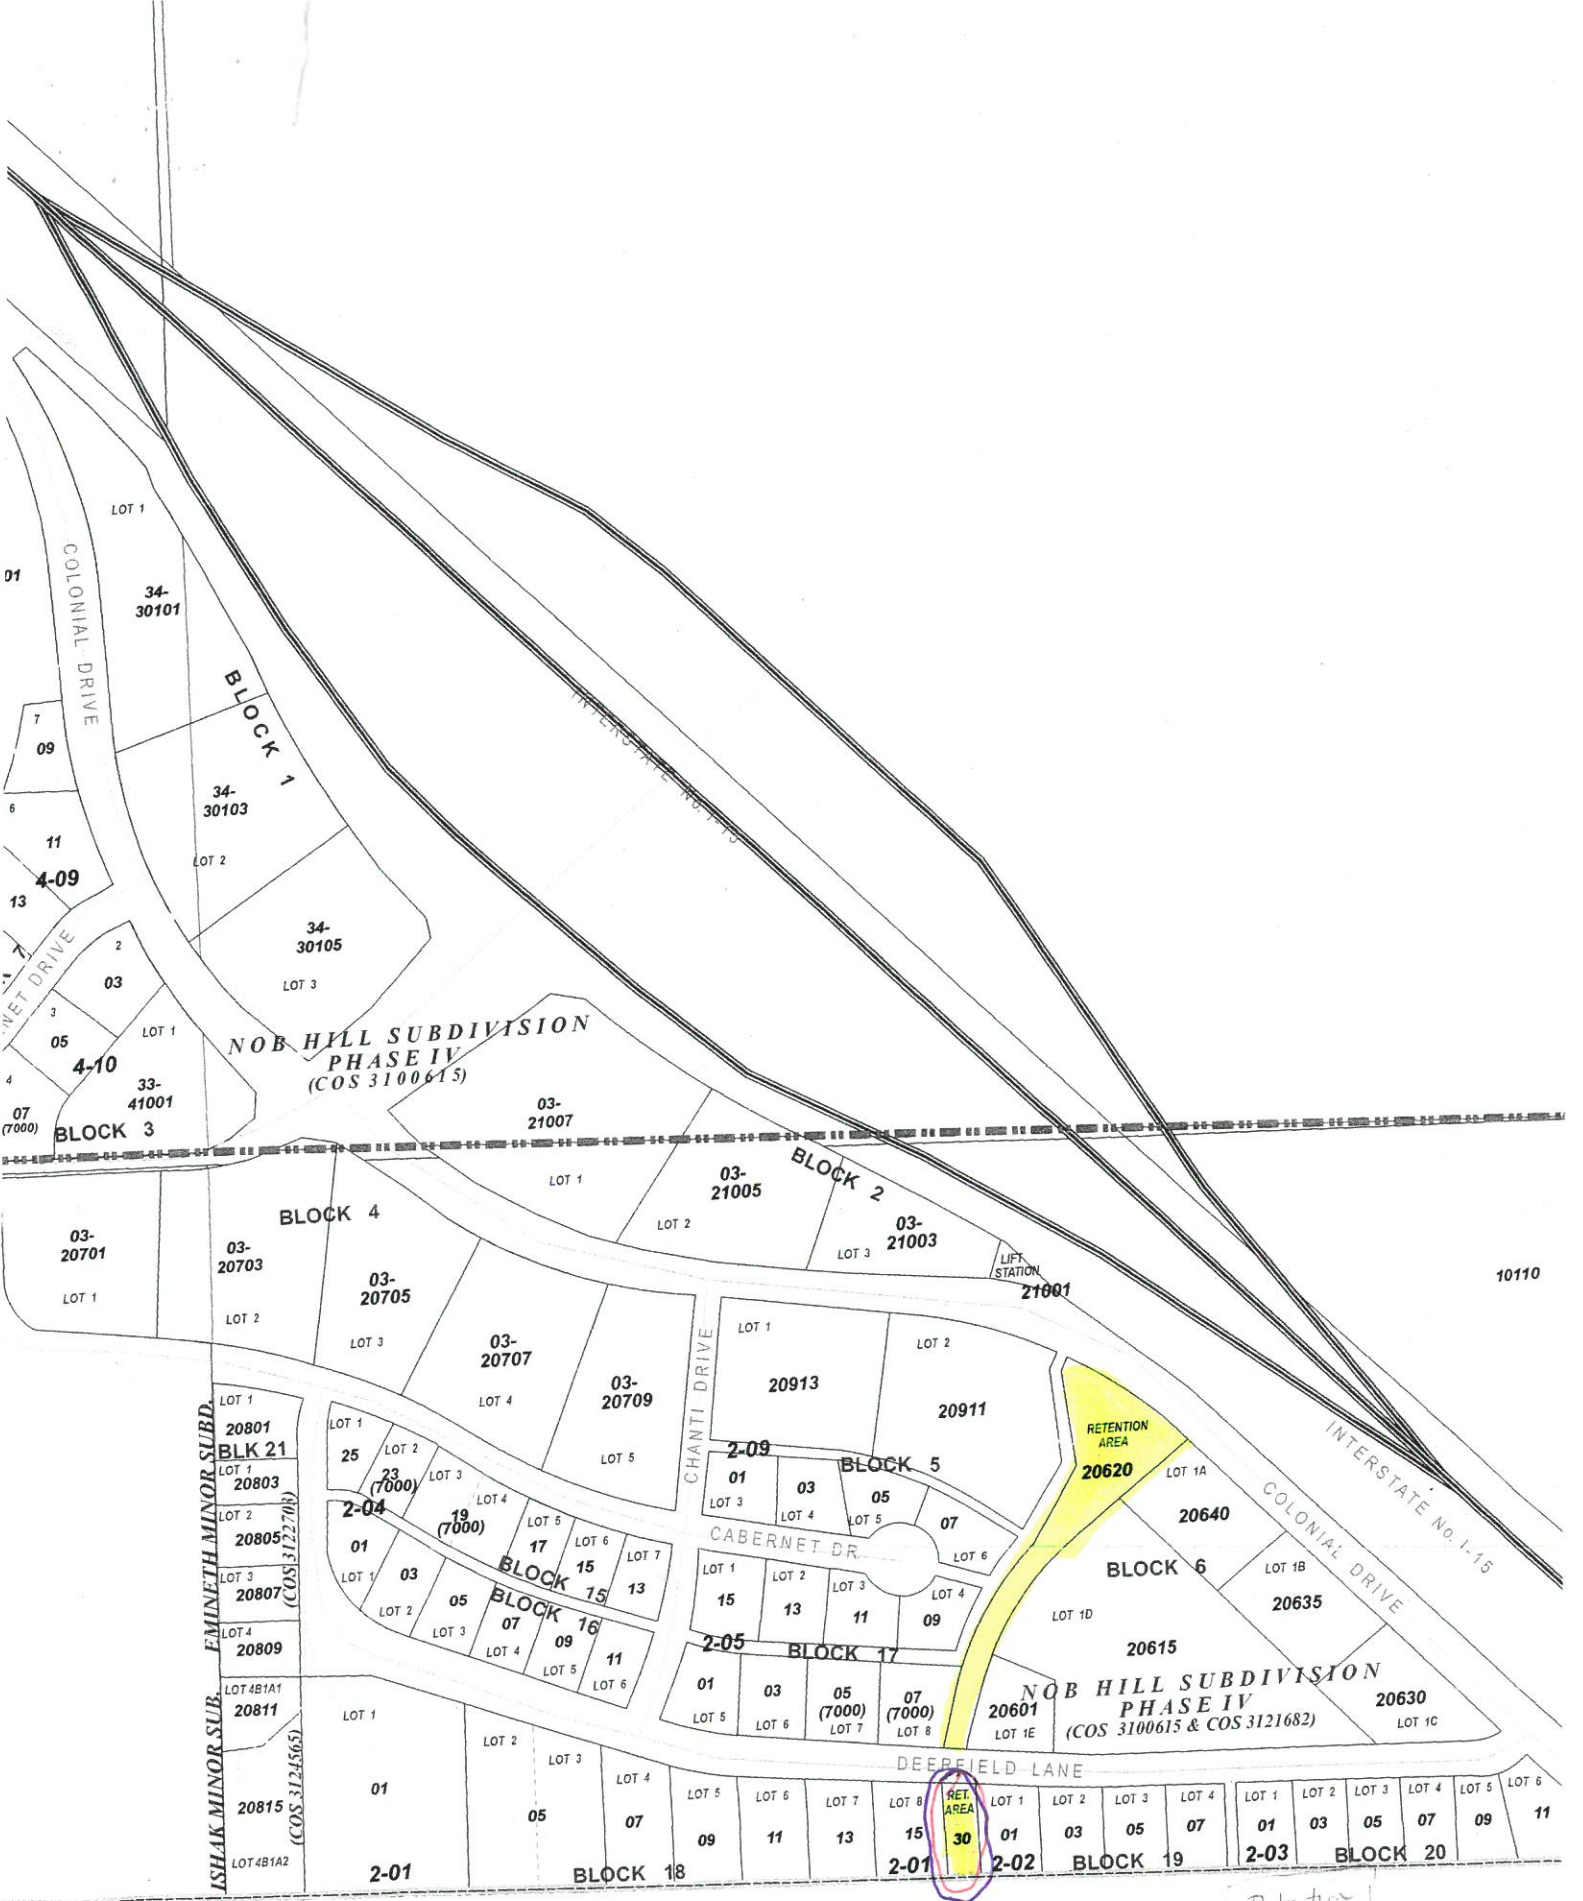 LOT 1
COLONIAL DRIVE
01
34-
30101
BLOCK 1
7
09
34-
30103
6
11
LOT 2
4-09
13
34-
30105
LOT 3
INTERSTATE No. I-15
7
NET DRIVE
2
03
3
05
LOT 1
4-10
4
33-
41001
07
(7000)
BLOCK 3
NOB HILL SUBDIVISION
PHASE IV
(COS 3100615)
03-
21007
LOT 1
03-
21005
LOT 2
BLOCK 2
03-
21003
LOT 3
LIFT
STATION
21001
10110
BLOCK 4
03-
20701
LOT 1
03-
20703
LOT 2
03-
20705
LOT 3
03-
20707
LOT 4
03-
20709
LOT 5
CHANTI DRIVE
LOT 1
20913
LOT 2
20911
RETENTION
AREA
20620
LOT 1A
20640
COLONIAL DRIVE
INTERSTATE No. I-15
EMINETH MINOR SUBD.
(COS 3122703)
LOT 1
20801
BLK 21
LOT 1
20803
LOT 2
20805
LOT 3
20807
LOT 4
20809
LOT 1
25
LOT 2
23
(7000)
LOT 3
19
(7000)
LOT 4
LOT 5
17
LOT 6
15
LOT 7
13
2-04
BLOCK 15
01
LOT 1
03
LOT 2
05
LOT 3
BLOCK 16
07
LOT 4
09
LOT 5
11
LOT 6
2-09
BLOCK 5
01
LOT 3
03
LOT 4
05
LOT 5
07
LOT 6
CABERNET DR
LOT 1
15
LOT 2
13
LOT 3
11
LOT 4
09
2-05
BLOCK 17
01
LOT 5
03
LOT 6
05
(7000)
LOT 7
07
(7000)
LOT 8
BLOCK 6
LOT 1B
20635
LOT 1D
20615
NOB HILL SUBDIVISION
PHASE IV
(COS 3100615 & COS 3121682)
20601
LOT 1E
20630
LOT 1C
DEERFIELD LANE
ISHAK MINOR SUB.
(COS 3124565)
LOT4B1A1
20811
20815
LOT4B1A2
LOT 1
01
2-01
LOT 2
LOT 3
05
LOT 4
07
BLOCK 18
LOT 5
09
LOT 6
11
LOT 7
13
LOT 8
15
2-01
RET.
AREA
30
LOT 1
01
2-02
LOT 2
03
LOT 3
05
LOT 4
07
BLOCK 19
LOT 1
01
2-03
LOT 2
03
LOT 3
05
LOT 4
07
LOT 5
09
LOT 6
11
BLOCK 20